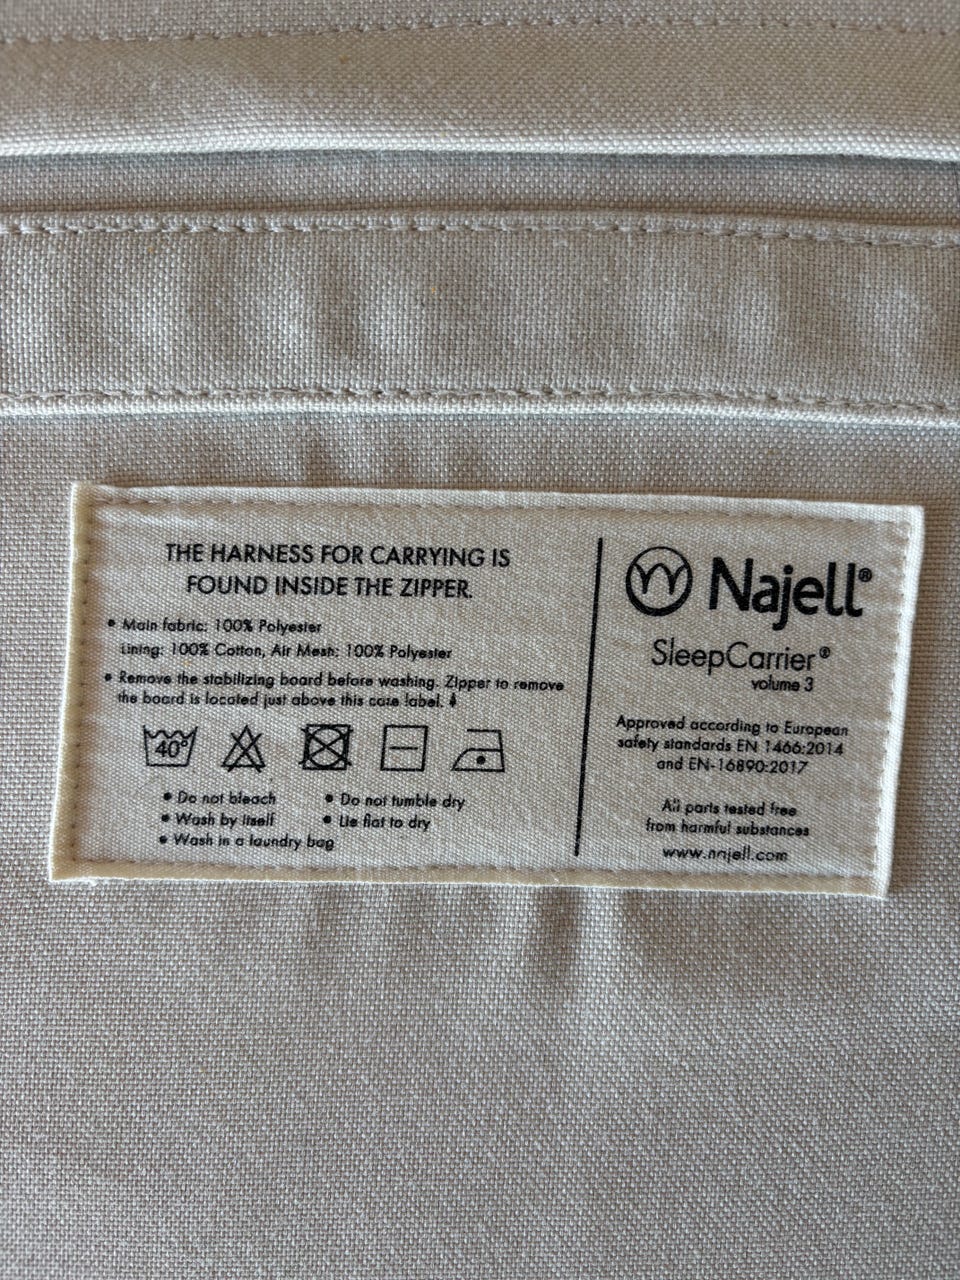 THE HARNESS FOR CARRYING IS
FOUND INSIDE THE ZIPPER.
• Main fabric: 100% Polyester
Lining: 100% Cotton, Air Mesh: 100% Polyester
• Remove the stabilizing board before washing. Zipper to remove
the board is located just above this care label.
40°
• Do not bleach
• Wash by itself
• Wash in a laundry bag
• Do not tumble dry
• Lie flat to dry
Najell®
SleepCarrier®
volume 3
Approved according to European
safety standards EN 1466:2014
and EN-16890:2017
All parts tested free
from harmful substances
www.najell.com